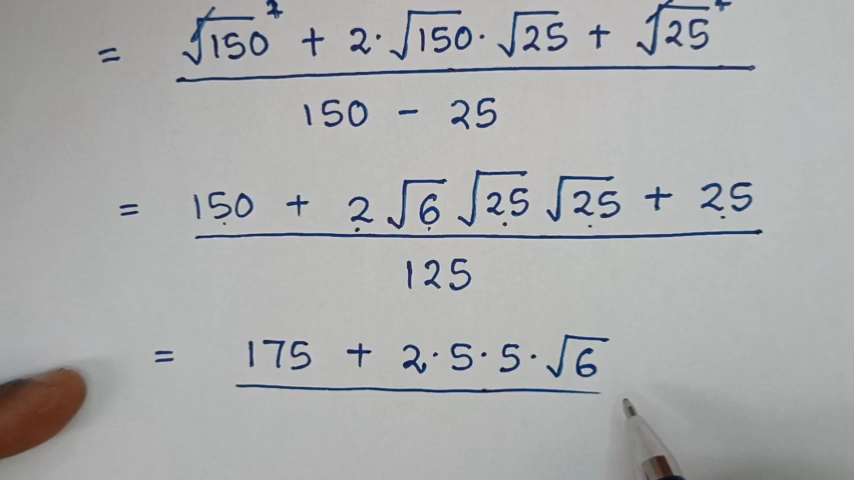 = √150² + 2·√150·√25 + √25²
150 - 25
= 150 + 2√6 √25 √25 + 25
125
= 175 + 2·5·5·√6